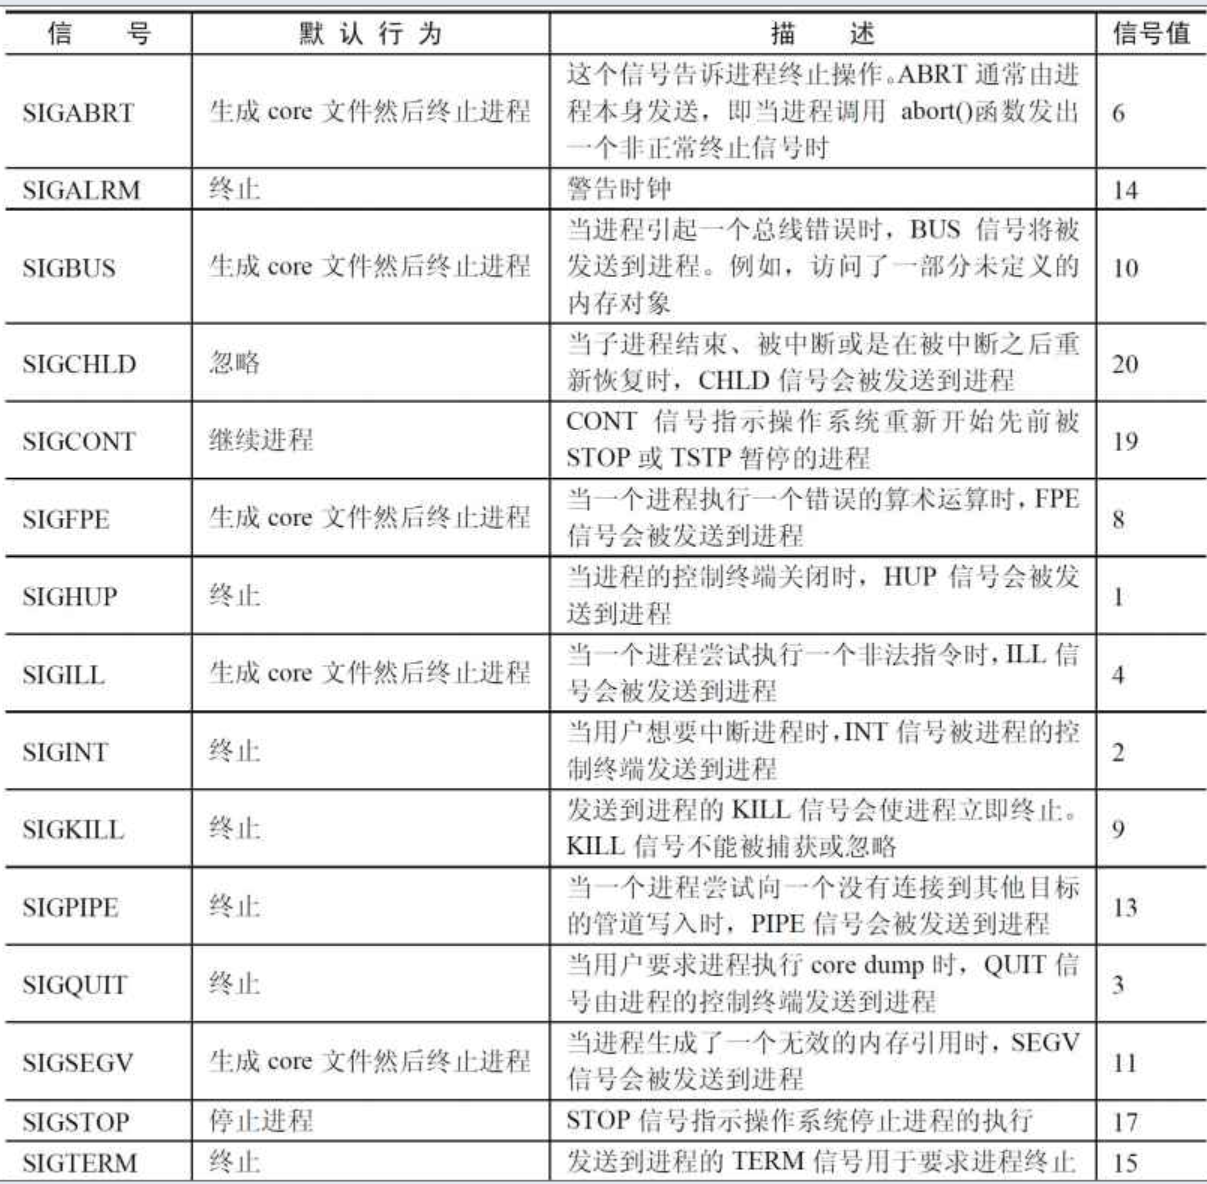 信 号 默 认 行 为 描 述 信号值
SIGABRT 生成 core 文件然后终止进程 这个信号告诉进程终止操作。ABRT 通常由进
程本身发送，即当进程调用 abort()函数发出 6
一个非正常终止信号时
SIGALRM 终止 警告时钟 14
当进程引起一个总线错误时，BUS 信号将被
SIGBUS 生成 core 文件然后终止进程 发送到进程。例如，访问了一部分未定义的 10
内存对象
SIGCHLD 忽略 当子进程结束、被中断或是在被中断之后重
新恢复时，CHLD 信号会被发送到进程 20
SIGCONT 继续进程 CONT 信号指示操作系统重新开始先前被
STOP 或 TSTP 暂停的进程 19
SIGFPE 生成 core 文件然后终止进程 当一个进程执行一个错误的算术运算时，FPE
信号会被发送到进程 8
SIGHUP 终止 当进程的控制终端关闭时，HUP 信号会被发
送到进程 1
SIGILL 生成 core 文件然后终止进程 当一个进程尝试执行一个非法指令时，ILL 信
号会被发送到进程 4
SIGINT 终止 当用户想要中断进程时，INT 信号被进程的控
制终端发送到进程 2
SIGKILL 终止 发送到进程的 KILL 信号会使进程立即终止。
KILL 信号不能被捕获或忽略 9
SIGPIPE 终止 当一个进程尝试向一个没有连接到其他目标
的管道写入时，PIPE 信号会被发送到进程 13
SIGQUIT 终止 当用户要求进程执行 core dump 时，QUIT 信
号由进程的控制终端发送到进程 3
SIGSEGV 生成 core 文件然后终止进程 当进程生成了一个无效的内存引用时，SEGV
信号会被发送到进程 11
SIGSTOP 停止进程 STOP 信号指示操作系统停止进程的执行 17
SIGTERM 终止 发送到进程的 TERM 信号用于要求进程终止 15